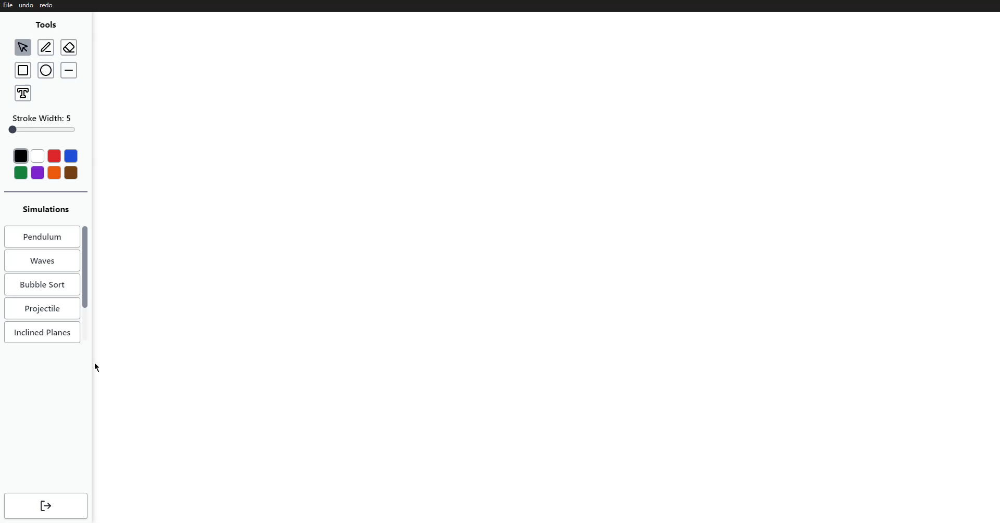 File undo redo
Tools
Stroke Width: 5
Simulations
Pendulum
Waves
Bubble Sort
Projectile
Inclined Planes